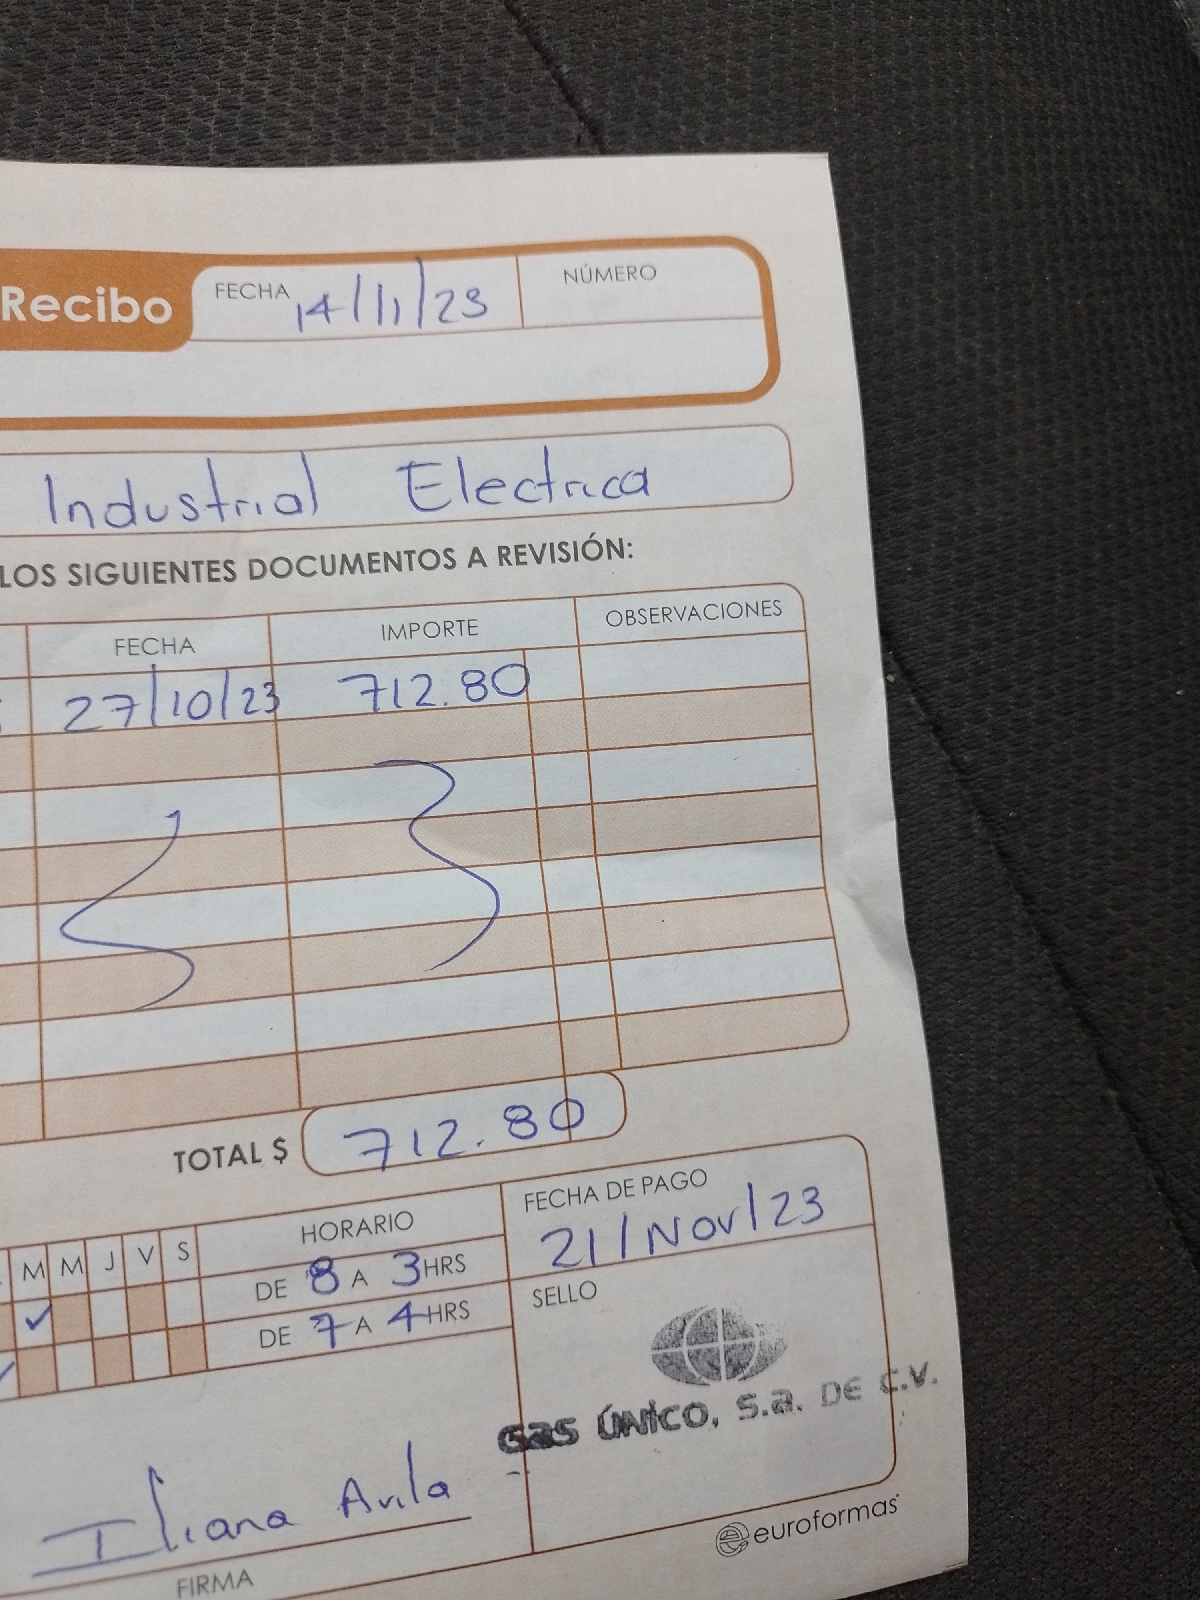 Recibo FECHA 14/11/23 NÚMERO
Industrial Electrica
LOS SIGUIENTES DOCUMENTOS A REVISIÓN:
FECHA IMPORTE OBSERVACIONES
27/10/23 712.80
TOTAL $ 712.80
M M J V S HORARIO FECHA DE PAGO
DE 8 A 3 HRS 21/Nov/23
DE 7 A 4 HRS SELLO
Gas ÚNICO, S.a. DE C.V.
Iliana Avila
FIRMA
euroformas